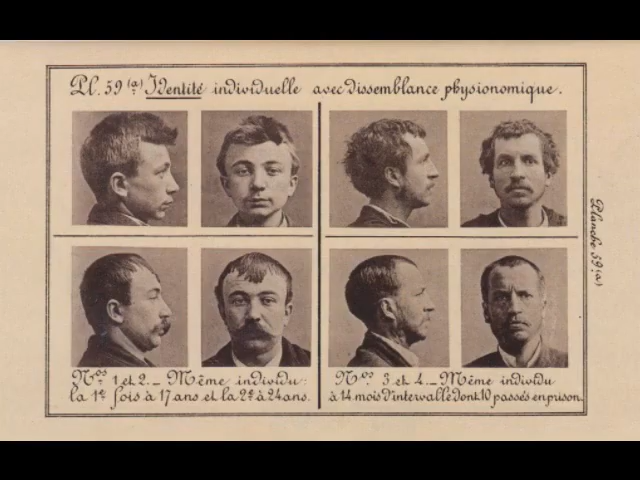 Pl. 59 (a). Identité individuelle avec dissemblance physionomique.
Planche 59. (a)
Nos. 1 et 2. _ Même individu:
la 1e fois à 17 ans et la 2e à 24 ans.
Nos. 3 et 4. _ Même individu
à 14 mois d'intervalle dont 10 passés en prison.